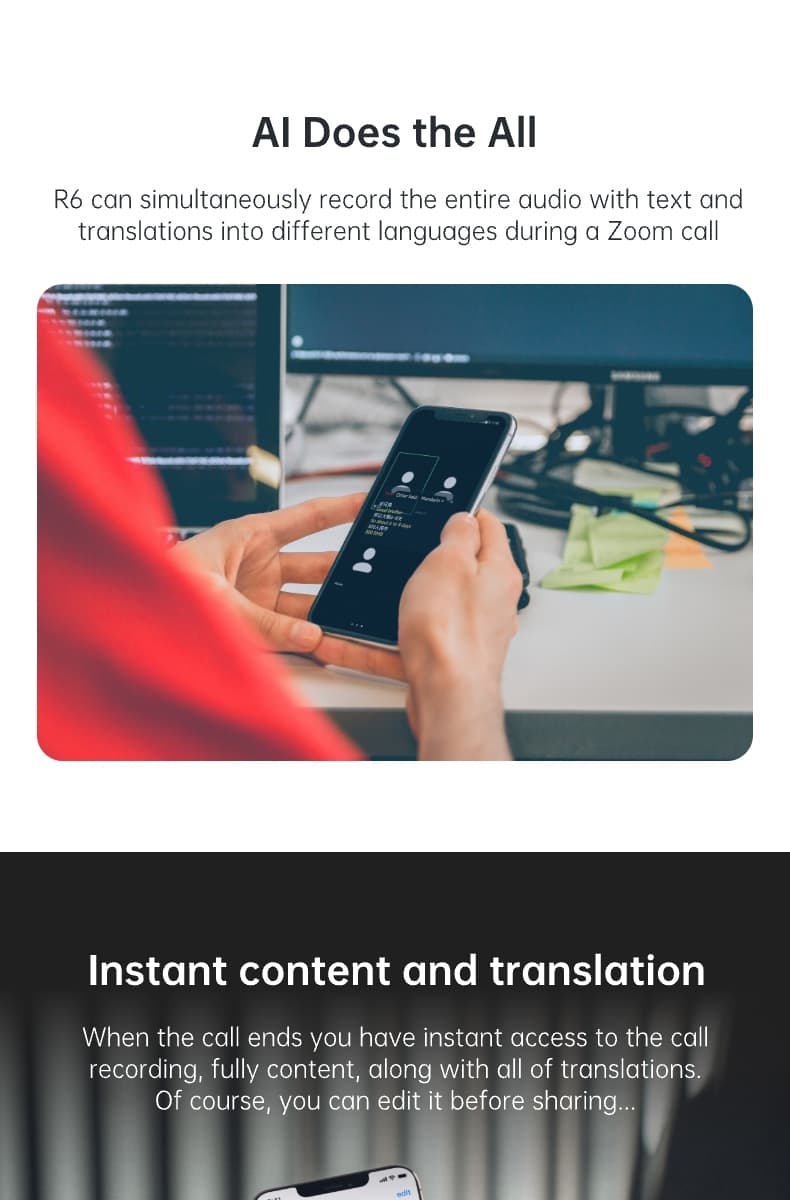 AI Does the All
R6 can simultaneously record the entire audio with text and
translations into different languages during a Zoom call
SAMSUNG
Instant content and translation
When the call ends you have instant access to the call
recording, fully content, along with all of translations.
Of course, you can edit it before sharing...
edit